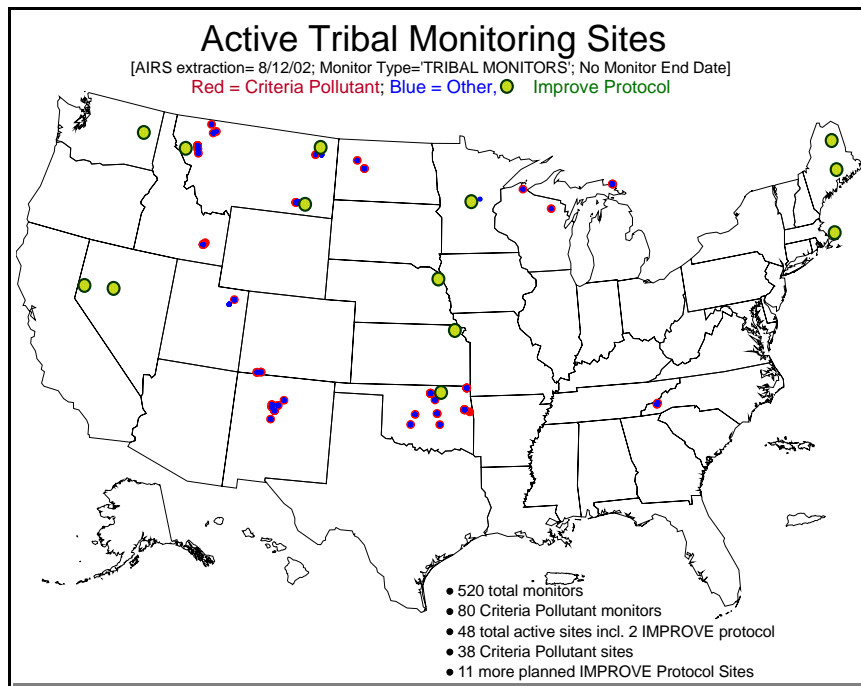 Active Tribal Monitoring Sites
[AIRS extraction= 8/12/02; Monitor Type='TRIBAL MONITORS'; No Monitor End Date]
Red = Criteria Pollutant; Blue = Other, Improve Protocol
● 520 total monitors
● 80 Criteria Pollutant monitors
● 48 total active sites incl. 2 IMPROVE protocol
● 38 Criteria Pollutant sites
● 11 more planned IMPROVE Protocol Sites